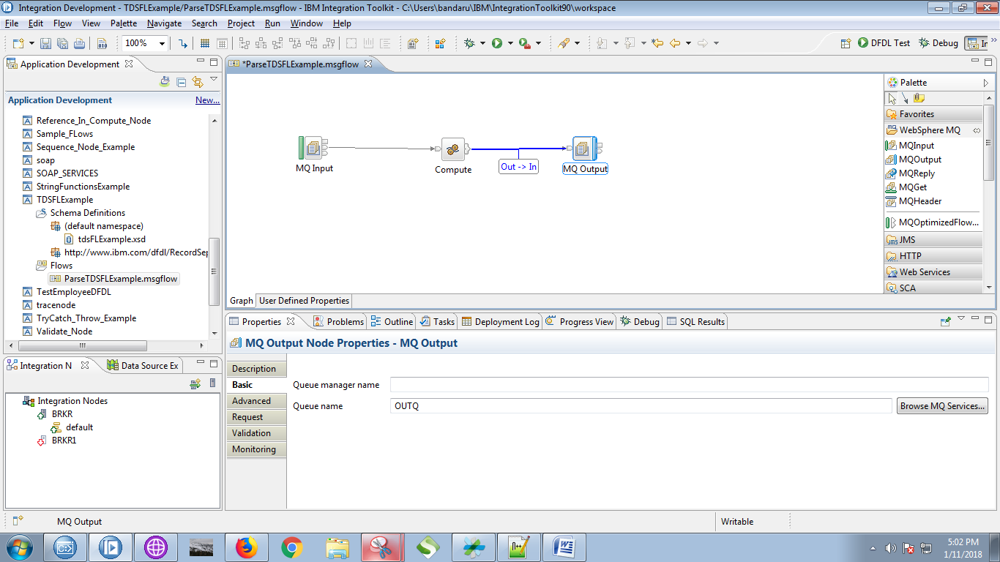 Integration Development - TDSFLExample/ParseTDSFLExample.msgflow - IBM Integration Toolkit - C:\Users\bandaru\IBM\IntegrationToolkit90\workspace
File Edit Flow View Palette Navigate Search Project Run Window Help
100%
DFDL Test
Debug
In
Application Development
Application Development
New...
Reference_In_Compute_Node
Sample_FLows
Sequence_Node_Example
soap
SOAP_SERVICES
StringFunctionsExample
TDSFLExample
Schema Definitions
(default namespace)
tdsFLExample.xsd
http://www.ibm.com/dfdl/RecordSep
Flows
ParseTDSFLExample.msgflow
TestEmployeeDFDL
tracenode
TryCatch_Throw_Example
Validate_Node
*ParseTDSFLExample.msgflow
MQ Input
Compute
Out -> In
MQ Output
Graph
User Defined Properties
Palette
Favorites
WebSphere MQ
MQInput
MQOutput
MQReply
MQGet
MQHeader
MQOptimizedFlow...
JMS
HTTP
Web Services
SCA
Integration N
Data Source Ex
Integration Nodes
BRKR
default
BRKR1
Properties
Problems
Outline
Tasks
Deployment Log
Progress View
Debug
SQL Results
MQ Output Node Properties - MQ Output
Description
Basic
Advanced
Request
Validation
Monitoring
Queue manager name
Queue name
OUTQ
Browse MQ Services...
MQ Output
Writable
5:02 PM
1/11/2018